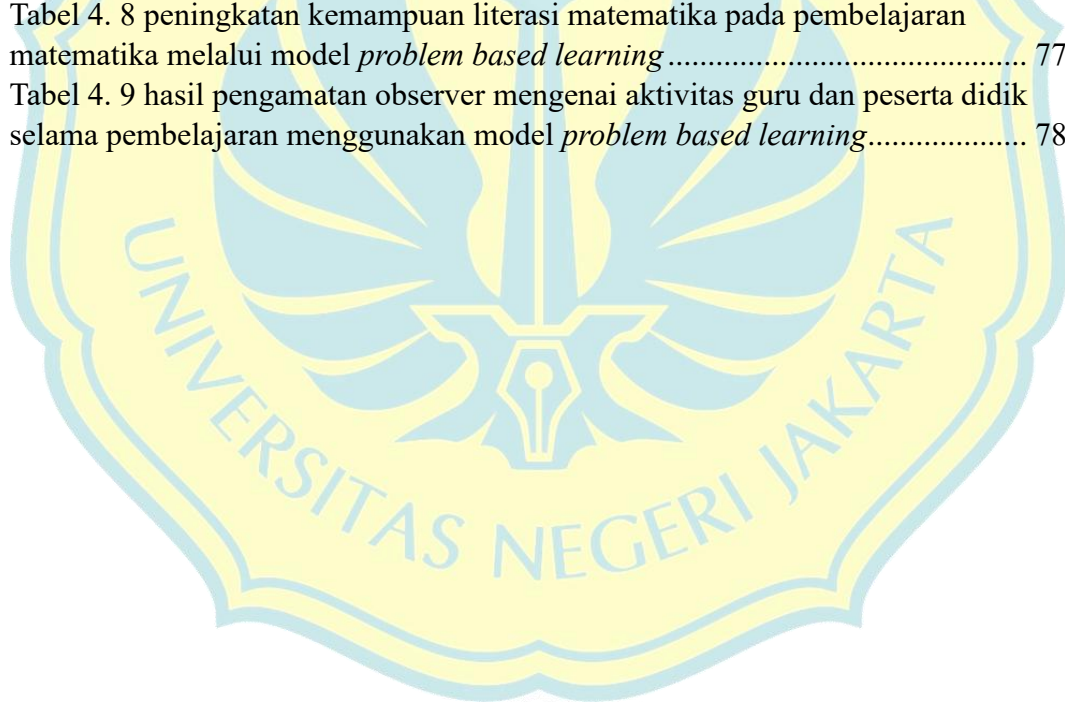 Tabel 4. 8 peningkatan kemampuan literasi matematika pada pembelajaran
matematika melalui model problem based learning ............................................. 77
Tabel 4. 9 hasil pengamatan observer mengenai aktivitas guru dan peserta didik
selama pembelajaran menggunakan model problem based learning.................... 78
UNIVERSITAS NEGERI JAKARTA